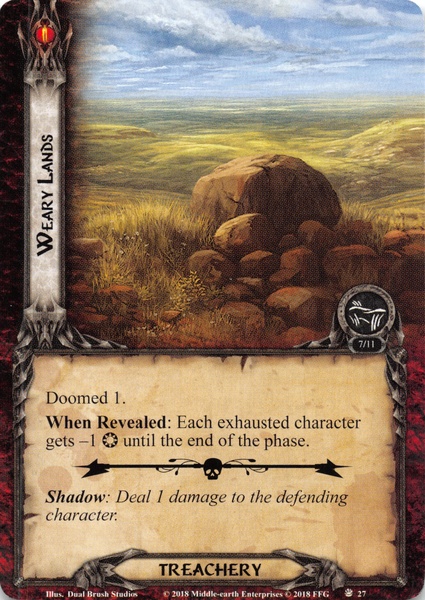 WEARY LANDS
7/11
Doomed 1.
When Revealed: Each exhausted character
gets –1 until the end of the phase.
Shadow: Deal 1 damage to the defending
character.
TREACHERY
Illus. Dual Brush Studios
© 2018 Middle-earth Enterprises © 2018 FFG
27